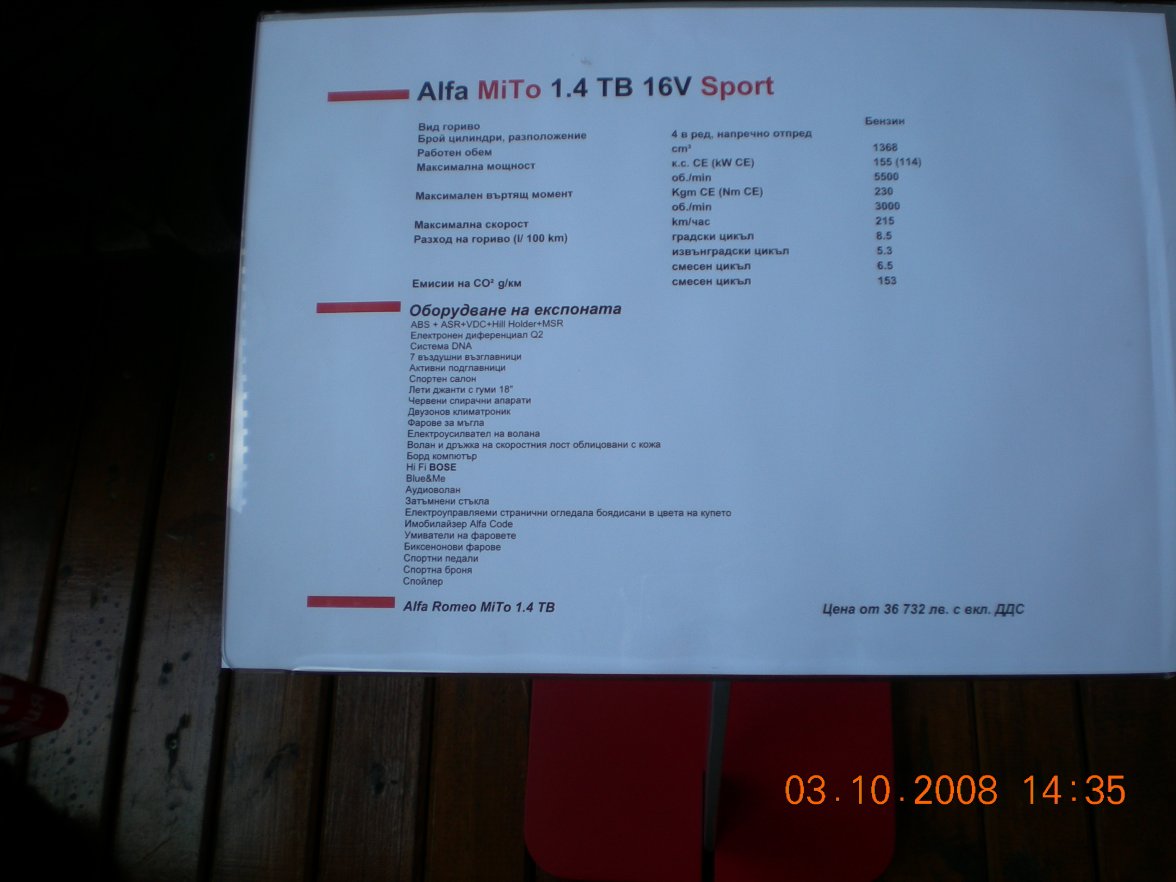 Alfa MiTo 1.4 TB 16V Sport
Вид гориво Бензин
Брой цилиндри, разположение 4 в ред, напречно отпред
Работен обем cm³ 1368
Максимална мощност к.с. CE (kW CE) 155 (114)
об./min 5500
Максимален въртящ момент Kgm CE (Nm CE) 230
об./min 3000
Максимална скорост km/час 215
Разход на гориво (l/ 100 km) градски цикъл 8.5
извънградски цикъл 5.3
смесен цикъл 6.5
Емисии на CO² g/км смесен цикъл 153
Оборудване на експоната
ABS + ASR+VDC+Hill Holder+MSR
Електронен диференциал Q2
Система DNA
7 въздушни възглавници
Активни подглавници
Спортен салон
Лети джанти с гуми 18"
Червени спирачни апарати
Двузонов климатроник
Фарове за мъгла
Електроусилвател на волана
Волан и дръжка на скоростния лост облицовани с кожа
Борд компютър
Hi Fi BOSE
Blue&Me
Аудиоволан
Затъмнени стъкла
Електроуправляеми странични огледала боядисани в цвета на купето
Имобилайзер Alfa Code
Умиватели на фаровете
Биксенонови фарове
Спортни педали
Спортна броня
Спойлер
Alfa Romeo MiTo 1.4 TB Цена от 36 732 лв. с вкл. ДДС
03.10.2008 14:35